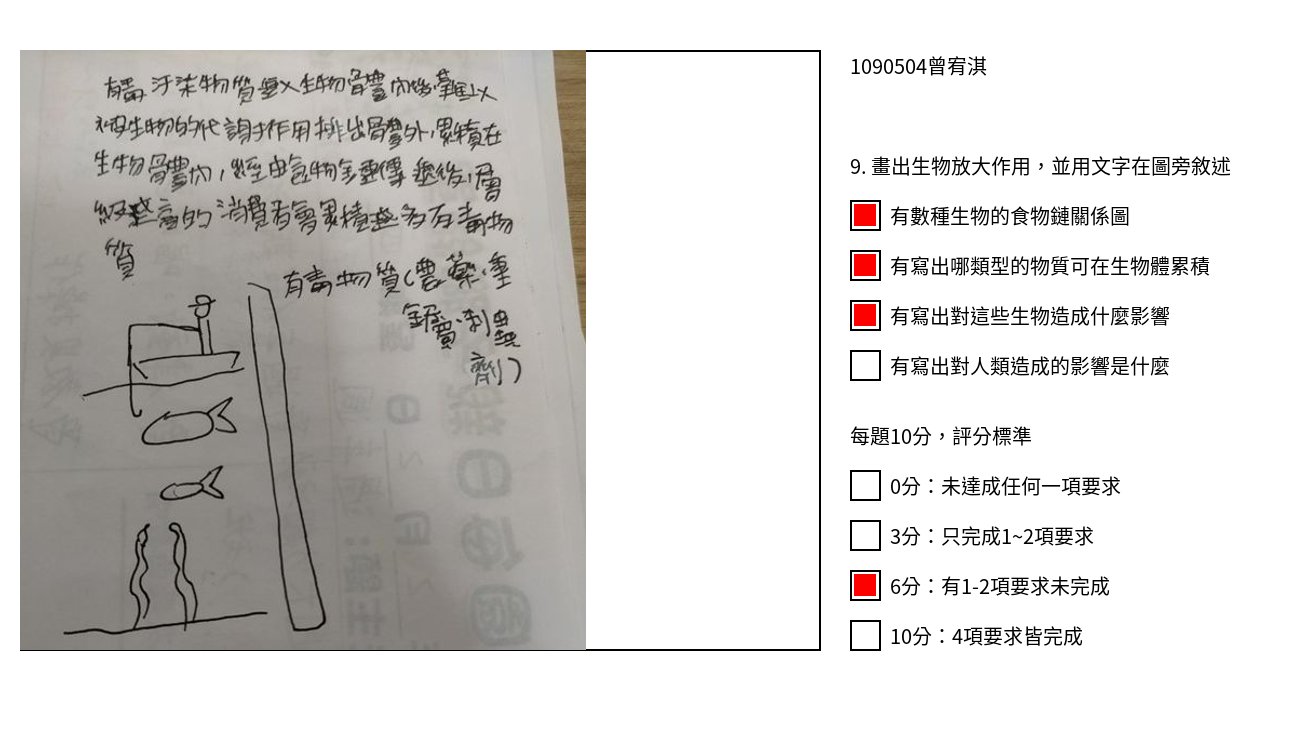 有毒汙染物質進入生物體內後,難以
被生物的代謝作用排出體外,累積在
生物體內,經由食物鏈傳遞後,層
級越高的消費者會累積越多有毒物
質
有毒物質(農藥、重
金屬、
劑)
1090504曾宥淇
9. 畫出生物放大作用,並用文字在圖旁敘述
有數種生物的食物鏈關係圖
有寫出哪類型的物質可在生物體累積
有寫出對這些生物造成什麼影響
有寫出對人類造成的影響是什麼
每題10分,評分標準
0分:未達成任何一項要求
3分:只完成1~2項要求
6分:有1-2項要求未完成
10分:4項要求皆完成